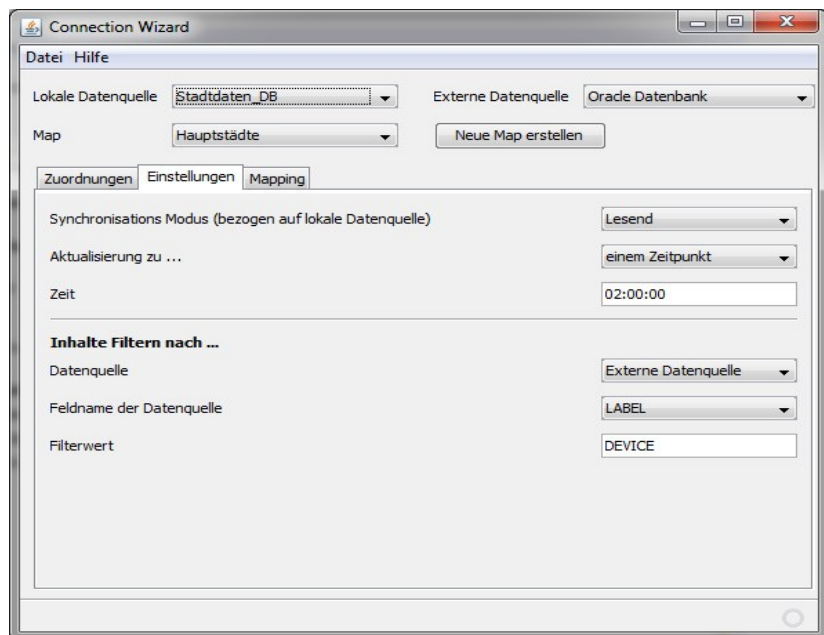 Connection Wizard
Datei Hilfe
Lokale Datenquelle Stadtdaten_DB Externe Datenquelle Oracle Datenbank
Map Hauptstädte Neue Map erstellen
Zuordnungen Einstellungen Mapping
Synchronisations Modus (bezogen auf lokale Datenquelle) Lesend
Aktualisierung zu ... einem Zeitpunkt
Zeit 02:00:00
Inhalte Filtern nach ...
Datenquelle Externe Datenquelle
Feldname der Datenquelle LABEL
Filterwert DEVICE